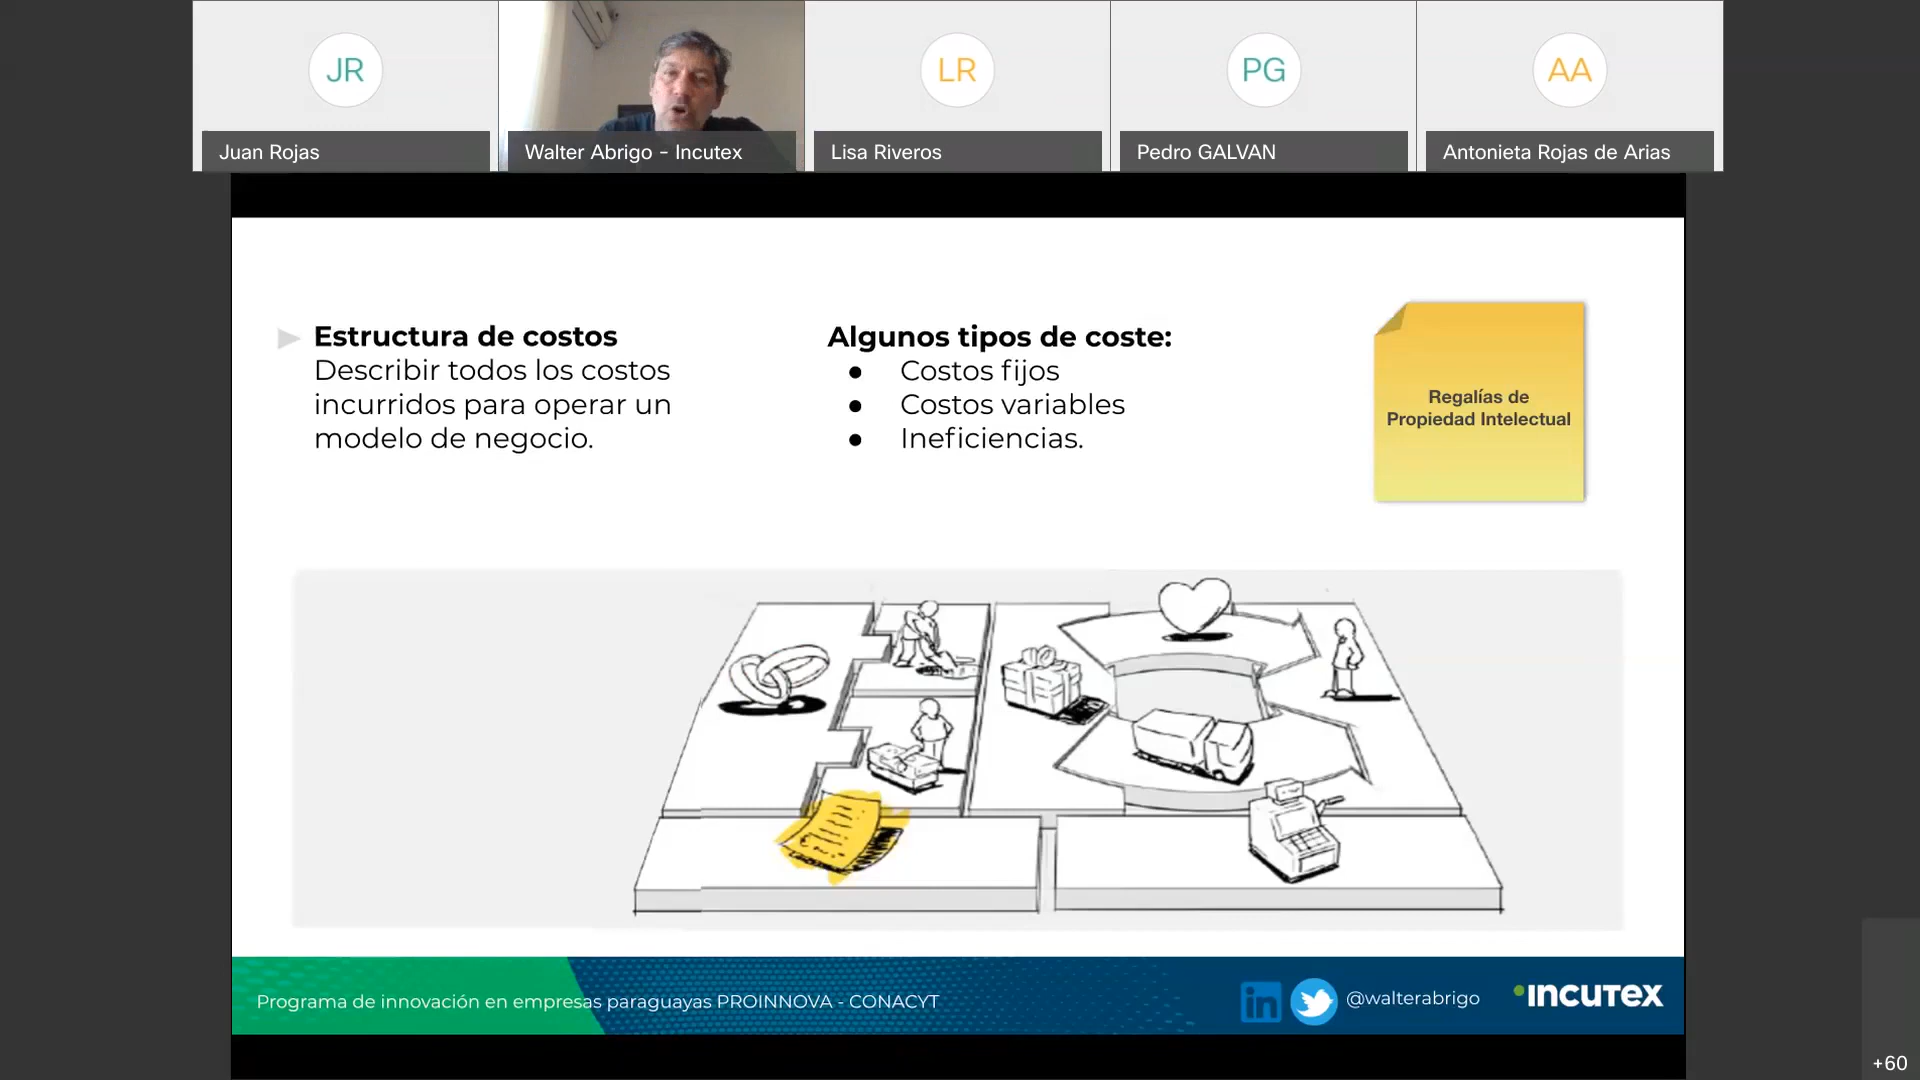 JR
LR
PG
AA
Juan Rojas
Walter Abrigo - Incutex
Lisa Riveros
Pedro GALVAN
Antonieta Rojas de Arias
Estructura de costos
Describir todos los costos
incurridos para operar un
modelo de negocio.
Algunos tipos de coste:
● Costos fijos
● Costos variables
● Ineficiencias.
Regalías de
Propiedad Intelectual
Programa de innovación en empresas paraguayas PROINNOVA - CONACYT
in
@walterabrigo
INCUTEX
+60